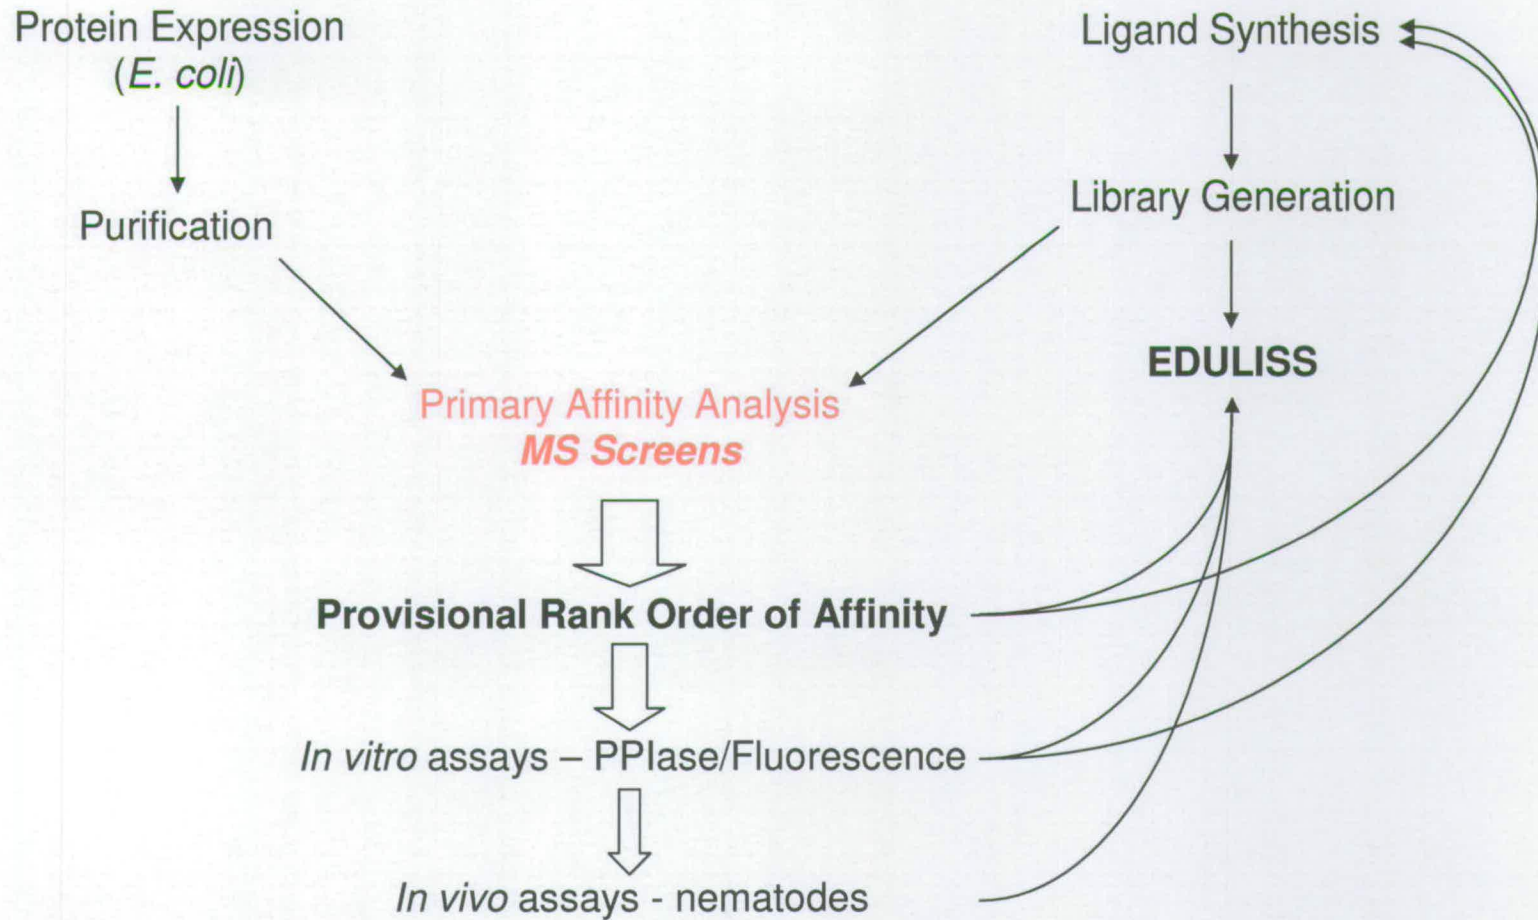 Protein Expression
(E. coli)
Purification
Ligand Synthesis
Library Generation
EDULISS
Primary Affinity Analysis
MS Screens
Provisional Rank Order of Affinity
In vitro assays – PPIase/Fluorescence
In vivo assays - nematodes